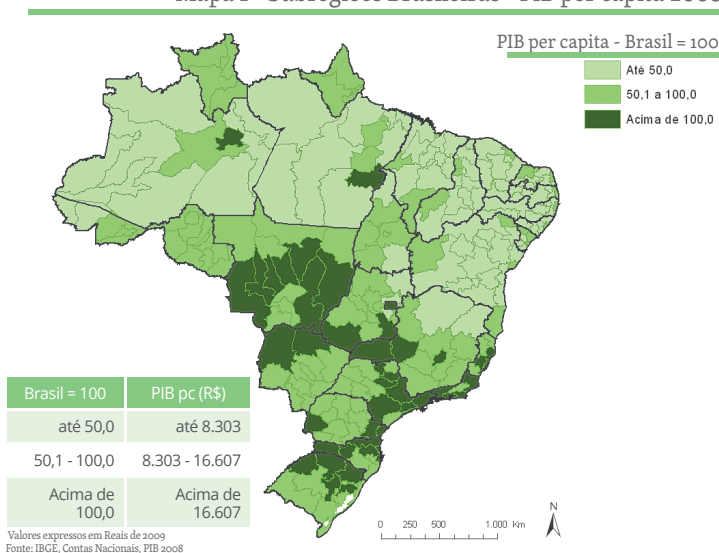 PIB per capita - Brasil = 100
Até 50,0
50,1 a 100,0
Acima de 100,0
Brasil = 100 PIB pc (R$)
até 50,0 até 8.303
50,1 - 100,0 8.303 - 16.607
Acima de 100,0 Acima de 16.607
N
0 250 500 1.000 Km
Valores expressos em Reais de 2009
Fonte: IBGE, Contas Nacionais, PIB 2008